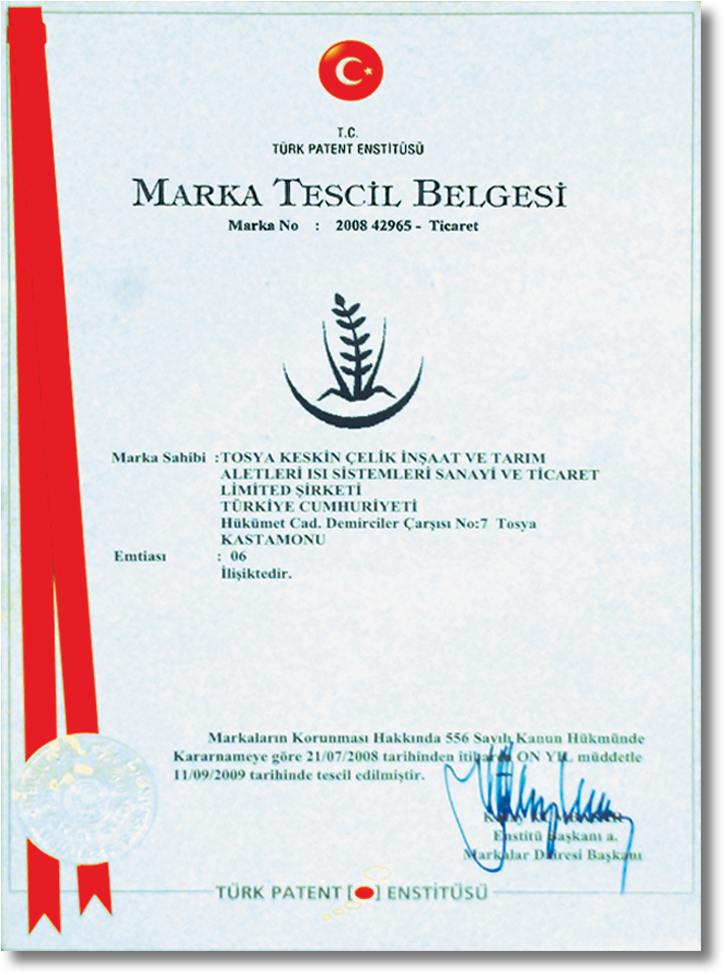 T.C.
TÜRK PATENT ENSTİTÜSÜ
MARKA TESCİL BELGESİ
Marka No : 2008 42965 - Ticaret
Marka Sahibi :TOSYA KESKİN ÇELİK İNŞAAT VE TARIM
ALETLERİ ISI SİSTEMLERİ SANAYİ VE TİCARET
LİMİTED ŞİRKETİ
TÜRKİYE CUMHURİYETİ
Hükümet Cad. Demirciler Çarşısı No:7 Tosya
KASTAMONU
Emtiası : 06
İlişiktedir.
Markaların Korunması Hakkında 556 Sayılı Kanun Hükmünde
Kararnameye göre 21/07/2008 tarihinden itibaren ON YIL müddetle
11/09/2009 tarihinde tescil edilmiştir.
Enstitü Başkanı a.
Markalar Dairesi Başkanı
TÜRK PATENT [ ] ENSTİTÜSÜ